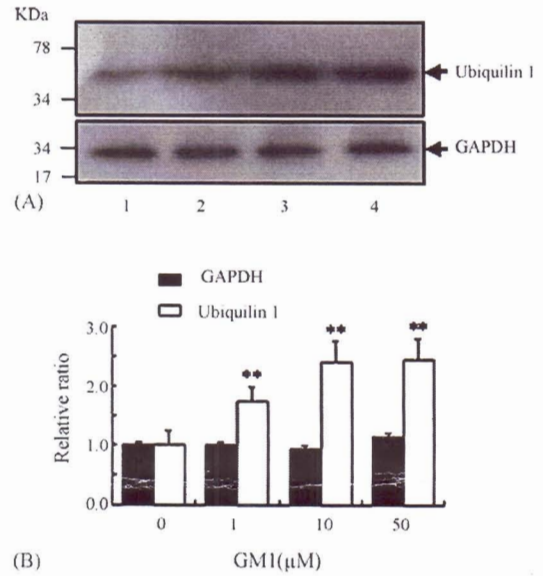 KDa
78
Ubiquilin 1
34
34
GAPDH
17
(A)
1 2 3 4
GAPDH
Ubiquilin 1
3.0
** **
2.0
**
1.0
0.0
Relative ratio
0 1 10 50
(B)
GM1(μM)